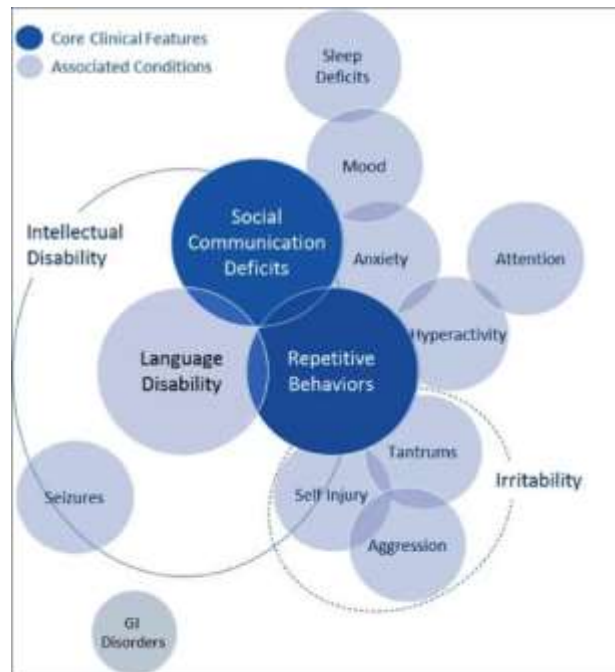 Core Clinical Features
Associated Conditions
Sleep
Deficits
Mood
Social
Communication
Deficits
Intellectual
Disability
Anxiety
Attention
Hyperactivity
Language
Disability
Repetitive
Behaviors
Tantrums
Irritability
Self Injury
Seizures
Aggression
GI
Disorders